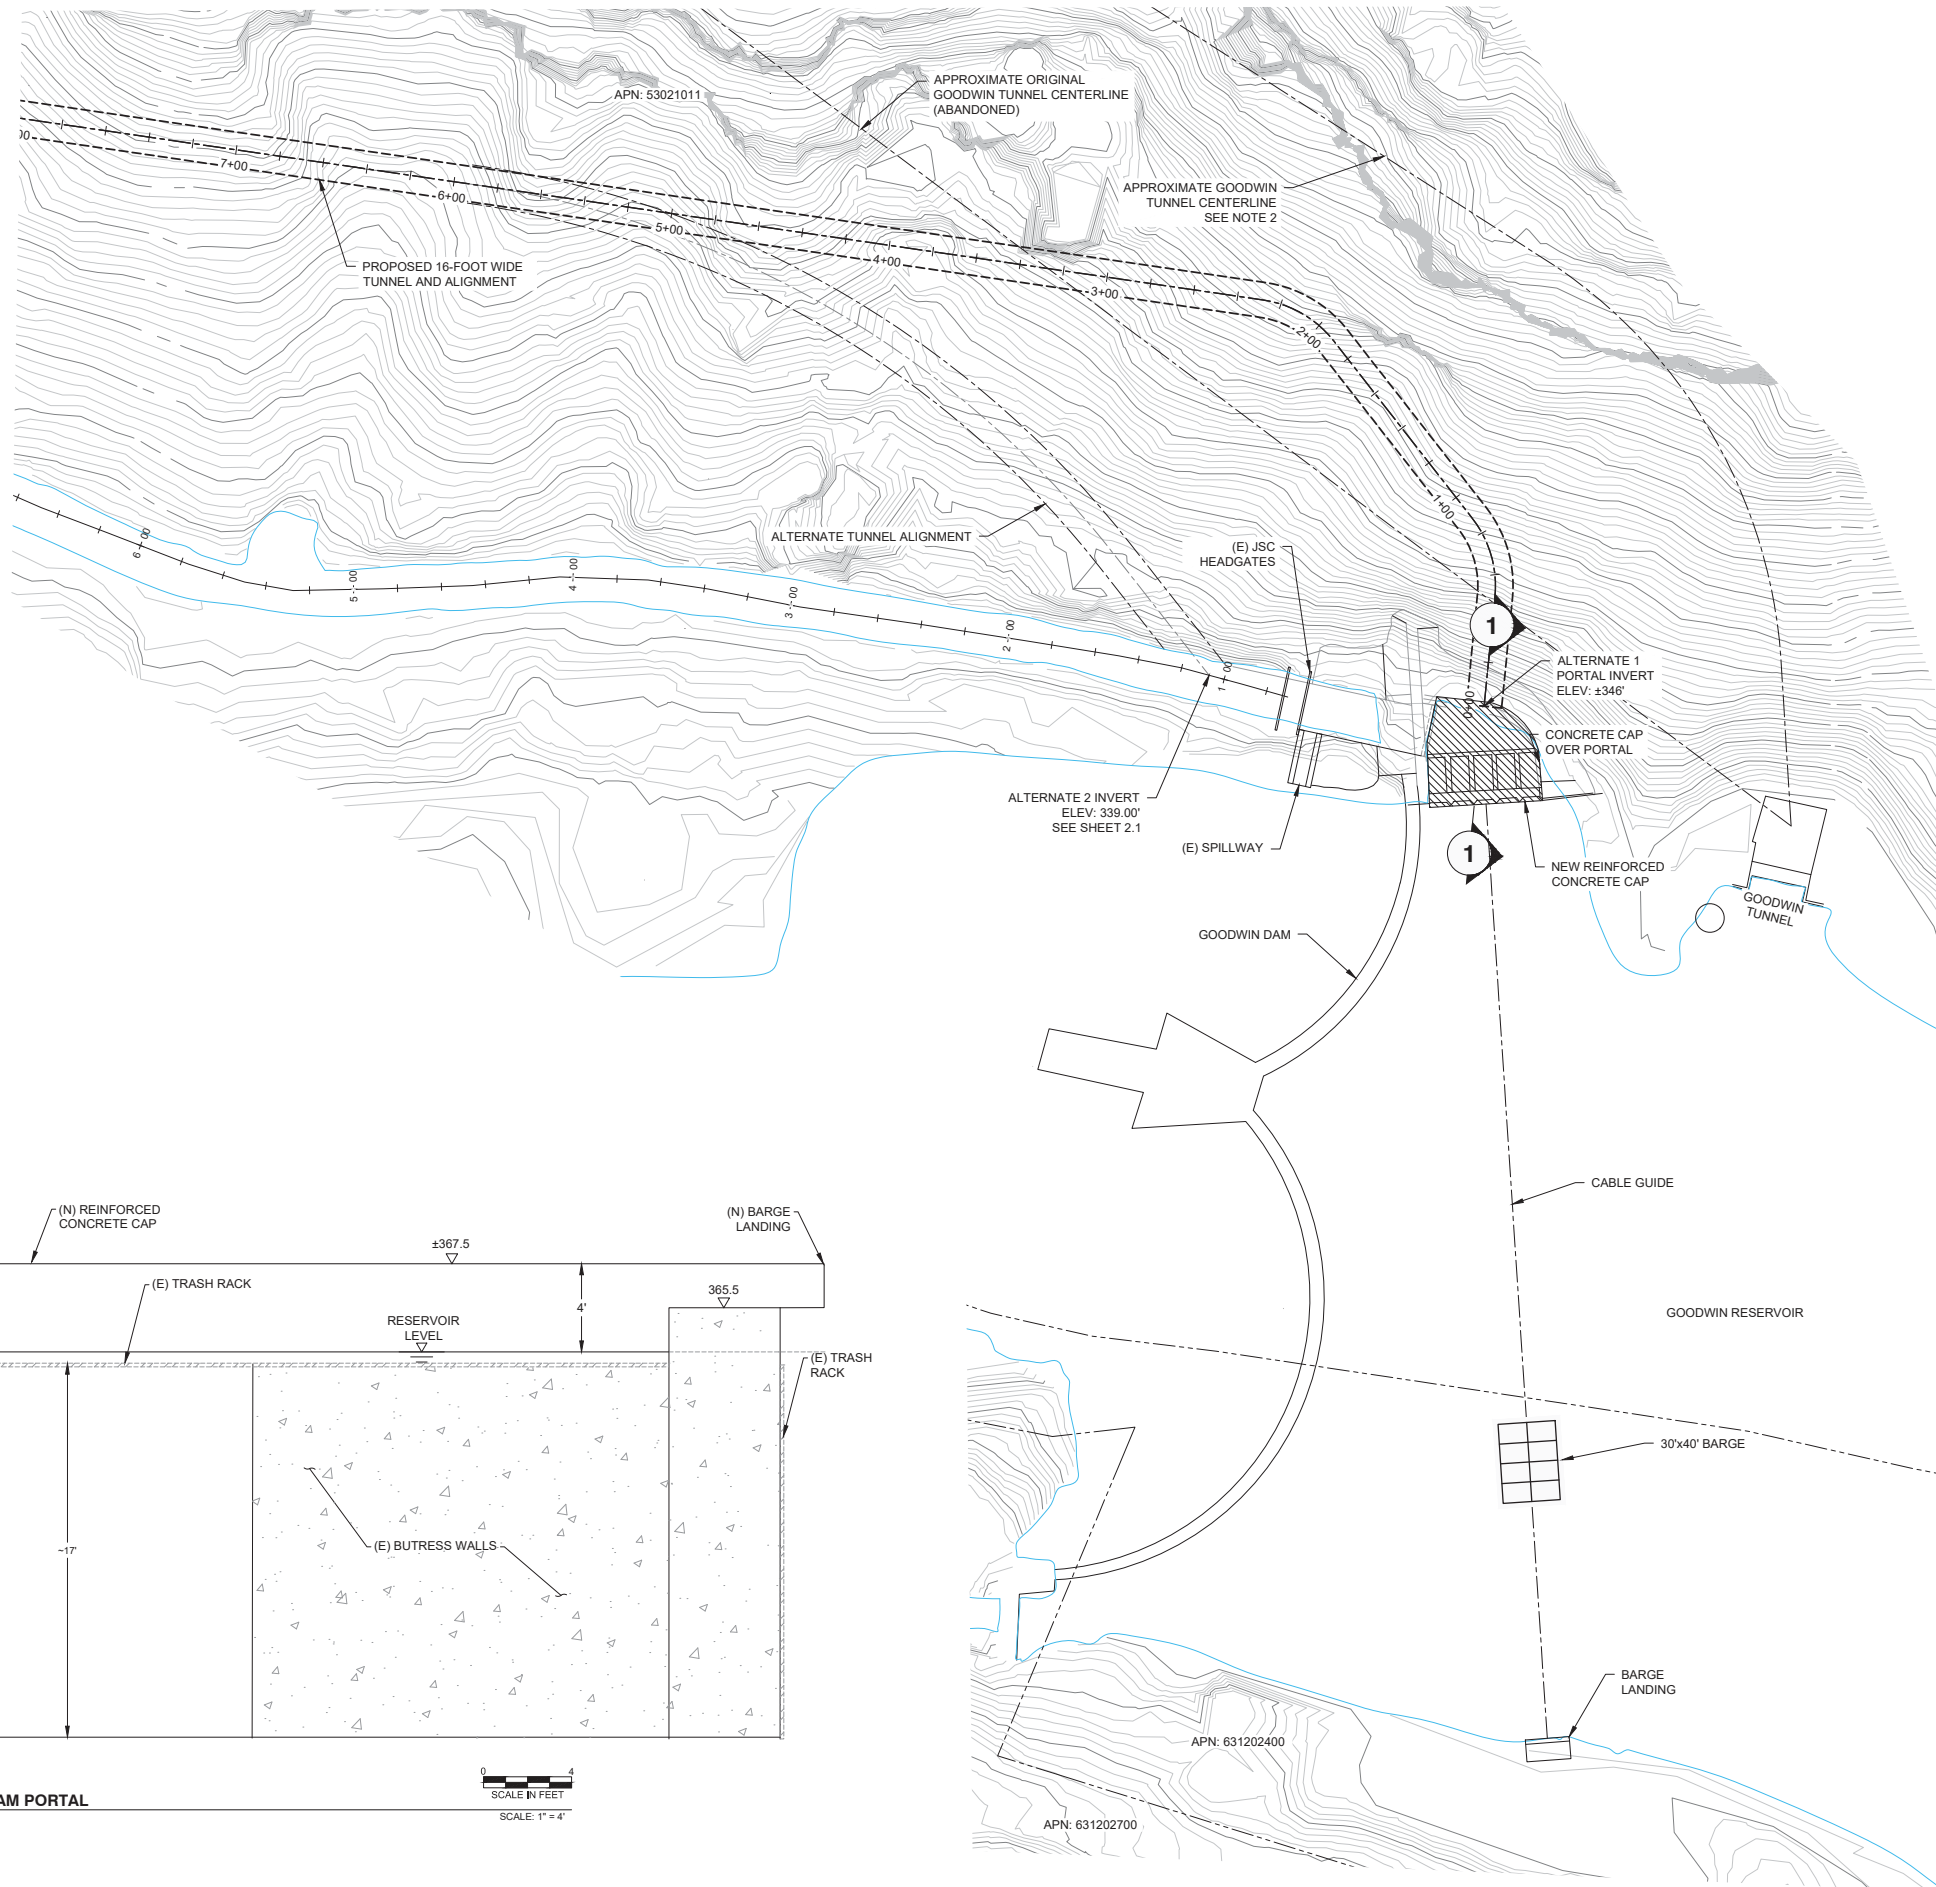 APPROXIMATE ORIGINAL
GOODWIN TUNNEL CENTERLINE
(ABANDONED)
APN: 53021011
00
7+00
6+00
5+00
4+00
3+00
2+00
1+00
0+00
APPROXIMATE GOODWIN
TUNNEL CENTERLINE
SEE NOTE 2
PROPOSED 16-FOOT WIDE
TUNNEL AND ALIGNMENT
ALTERNATE TUNNEL ALIGNMENT
(E) JSC
HEADGATES
6+00
5+00
4+00
3+00
2+00
1+00
1
ALTERNATE 1
PORTAL INVERT
ELEV: ±346'
CONCRETE CAP
OVER PORTAL
ALTERNATE 2 INVERT
ELEV: 339.00'
SEE SHEET 2.1
(E) SPILLWAY
1
NEW REINFORCED
CONCRETE CAP
GOODWIN
TUNNEL
GOODWIN DAM
CABLE GUIDE
GOODWIN RESERVOIR
30'x40' BARGE
BARGE
LANDING
APN: 631202400
APN: 631202700
(N) REINFORCED
CONCRETE CAP
(N) BARGE
LANDING
±367.5
(E) TRASH RACK
4'
365.5
RESERVOIR
LEVEL
(E) TRASH
RACK
~17'
(E) BUTRESS WALLS
0 4
SCALE IN FEET
AM PORTAL
SCALE: 1" = 4'